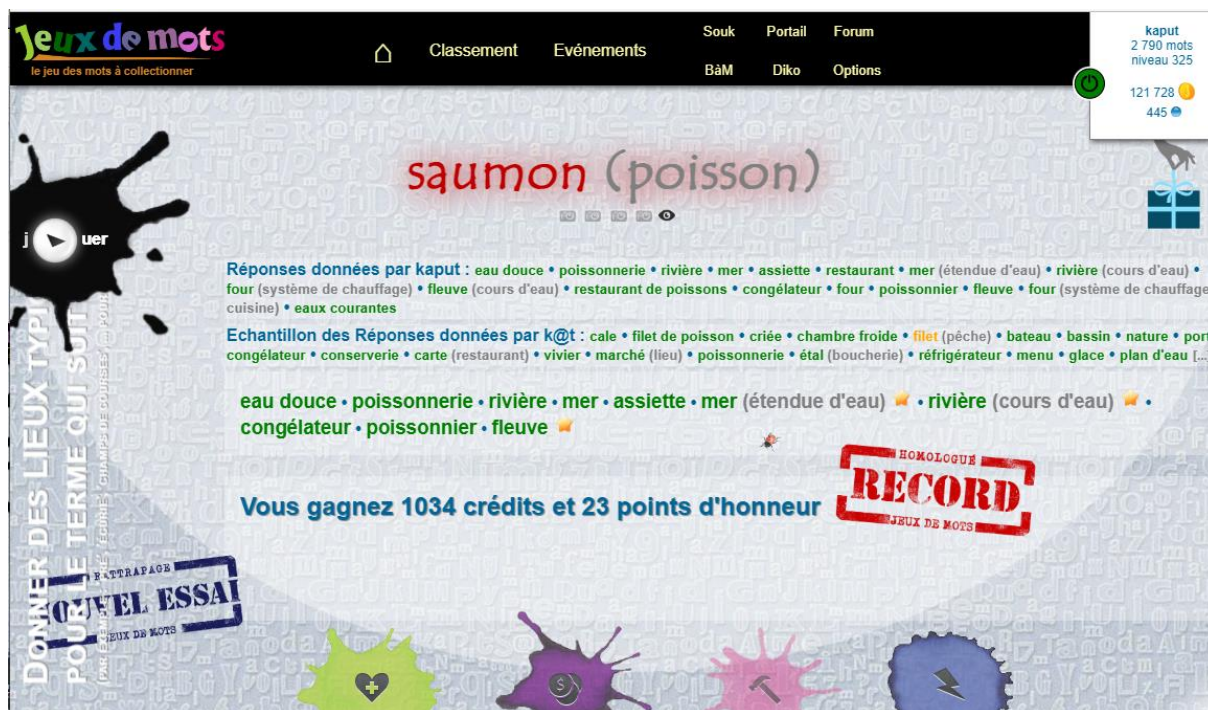 Jeux de mots
le jeu des mots à collectionner
Classement
Evénements
Souk Portail Forum
BàM Diko Options
kaput
2 790 mots
niveau 325
121 728
445
saumon (poisson)
j uer
Réponses données par kaput : eau douce • poissonnerie • rivière • mer • assiette • restaurant • mer (étendue d'eau) • rivière (cours d'eau) •
four (système de chauffage) • fleuve (cours d'eau) • restaurant de poissons • congélateur • four • poissonnier • fleuve • four (système de chauffage
cuisine) • eaux courantes
Echantillon des Réponses données par k@t : cale • filet de poisson • criée • chambre froide • filet (pêche) • bateau • bassin • nature • port
congélateur • conserverie • carte (restaurant) • vivier • marché (lieu) • poissonnerie • étal (boucherie) • réfrigérateur • menu • glace • plan d'eau [...]
eau douce • poissonnerie • rivière • mer • assiette • mer (étendue d'eau) • rivière (cours d'eau) •
congélateur • poissonnier • fleuve
HOMOLOGUÉ
RECORD
JEUX DE MOTS
Vous gagnez 1034 crédits et 23 points d'honneur
DONNER DES LIEUX TYPI
POUR LE TERME QUI SUIT
RATTRAPAGE
NOUVEL ESSAI
JEUX DE MOTS